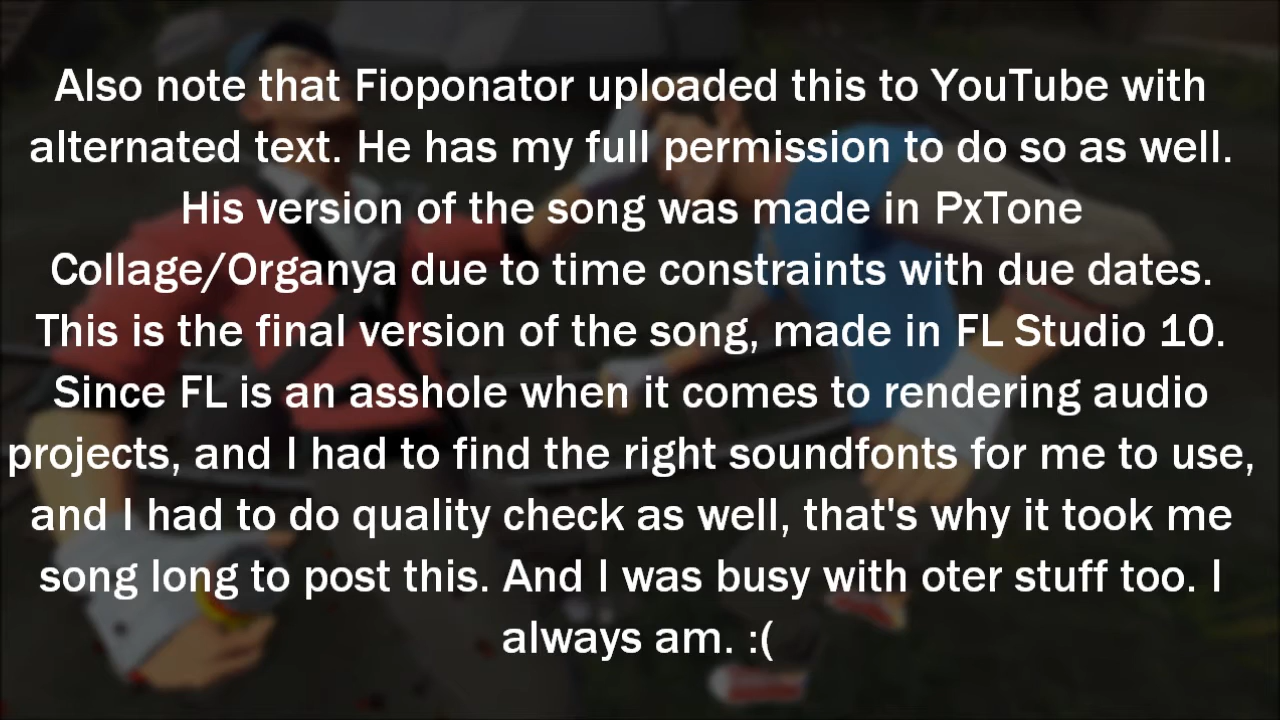 Also note that Fioponator uploaded this to YouTube with
alternated text. He has my full permission to do so as well.
His version of the song was made in PxTone
Collage/Organya due to time constraints with due dates.
This is the final version of the song, made in FL Studio 10.
Since FL is an asshole when it comes to rendering audio
projects, and I had to find the right soundfonts for me to use,
and I had to do quality check as well, that's why it took me
song long to post this. And I was busy with oter stuff too. I
always am. :(